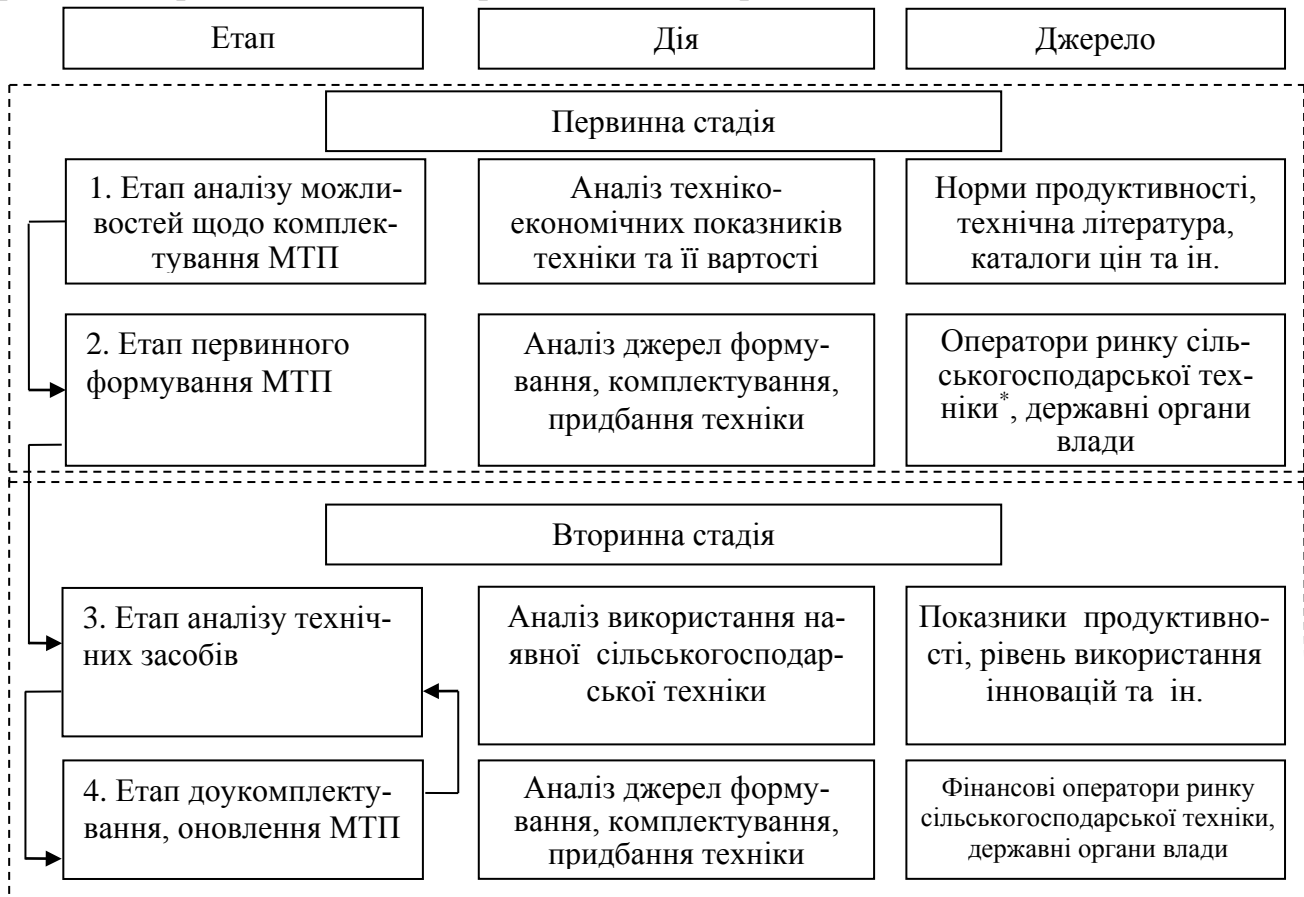 Етап
Дія
Джерело
Первинна стадія
1. Етап аналізу можли-
востей щодо комплек-
тування МТП
Аналіз техніко-
економічних показників
техніки та її вартості
Норми продуктивності,
технічна література,
каталоги цін та ін.
2. Етап первинного
формування МТП
Аналіз джерел форму-
вання, комплектування,
придбання техніки
Оператори ринку сіль-
ськогосподарської тех-
ніки*, державні органи
влади
Вторинна стадія
3. Етап аналізу техніч-
них засобів
Аналіз використання на-
явної сільськогосподар-
ської техніки
Показники продуктивно-
сті, рівень використання
інновацій та ін.
4. Етап доукомплекту-
вання, оновлення МТП
Аналіз джерел форму-
вання, комплектування,
придбання техніки
Фінансові оператори ринку
сільськогосподарської техніки,
державні органи влади